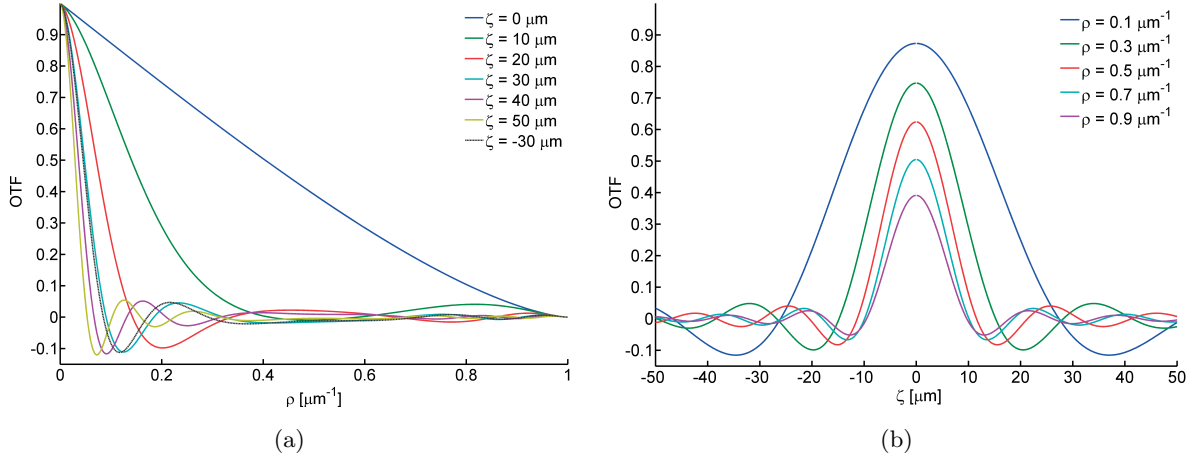 ζ = 0 μm
ζ = 10 μm
ζ = 20 μm
ζ = 30 μm
ζ = 40 μm
ζ = 50 μm
ζ = -30 μm
OTF
0.9
0.8
0.7
0.6
0.5
0.4
0.3
0.2
0.1
0
-0.1
0 0.2 0.4 0.6 0.8 1
ρ [μm⁻¹]
(a)
ρ = 0.1 μm⁻¹
ρ = 0.3 μm⁻¹
ρ = 0.5 μm⁻¹
ρ = 0.7 μm⁻¹
ρ = 0.9 μm⁻¹
OTF
0.9
0.8
0.7
0.6
0.5
0.4
0.3
0.2
0.1
0
-0.1
-50 -40 -30 -20 -10 0 10 20 30 40 50
ζ [μm]
(b)